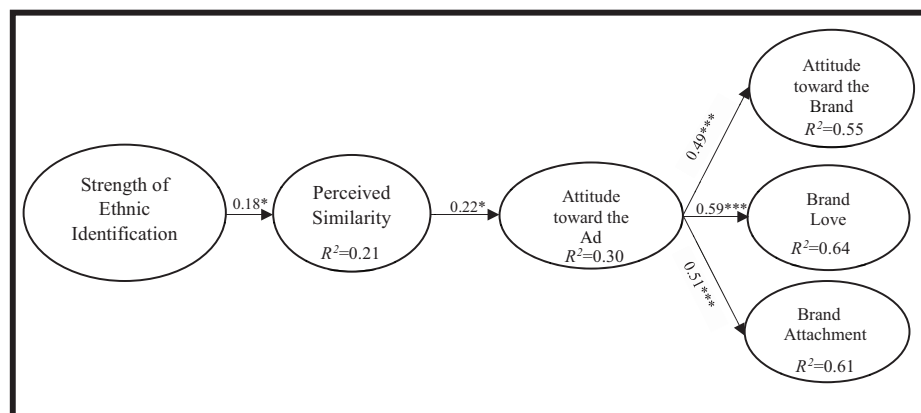 Strength of
Ethnic
Identification
0.18*
Perceived
Similarity
R²=0.21
0.22*
Attitude
toward the
Ad
R²=0.30
0.49***
0.59***
0.51***
Attitude
toward the
Brand
R²=0.55
Brand
Love
R²=0.64
Brand
Attachment
R²=0.61